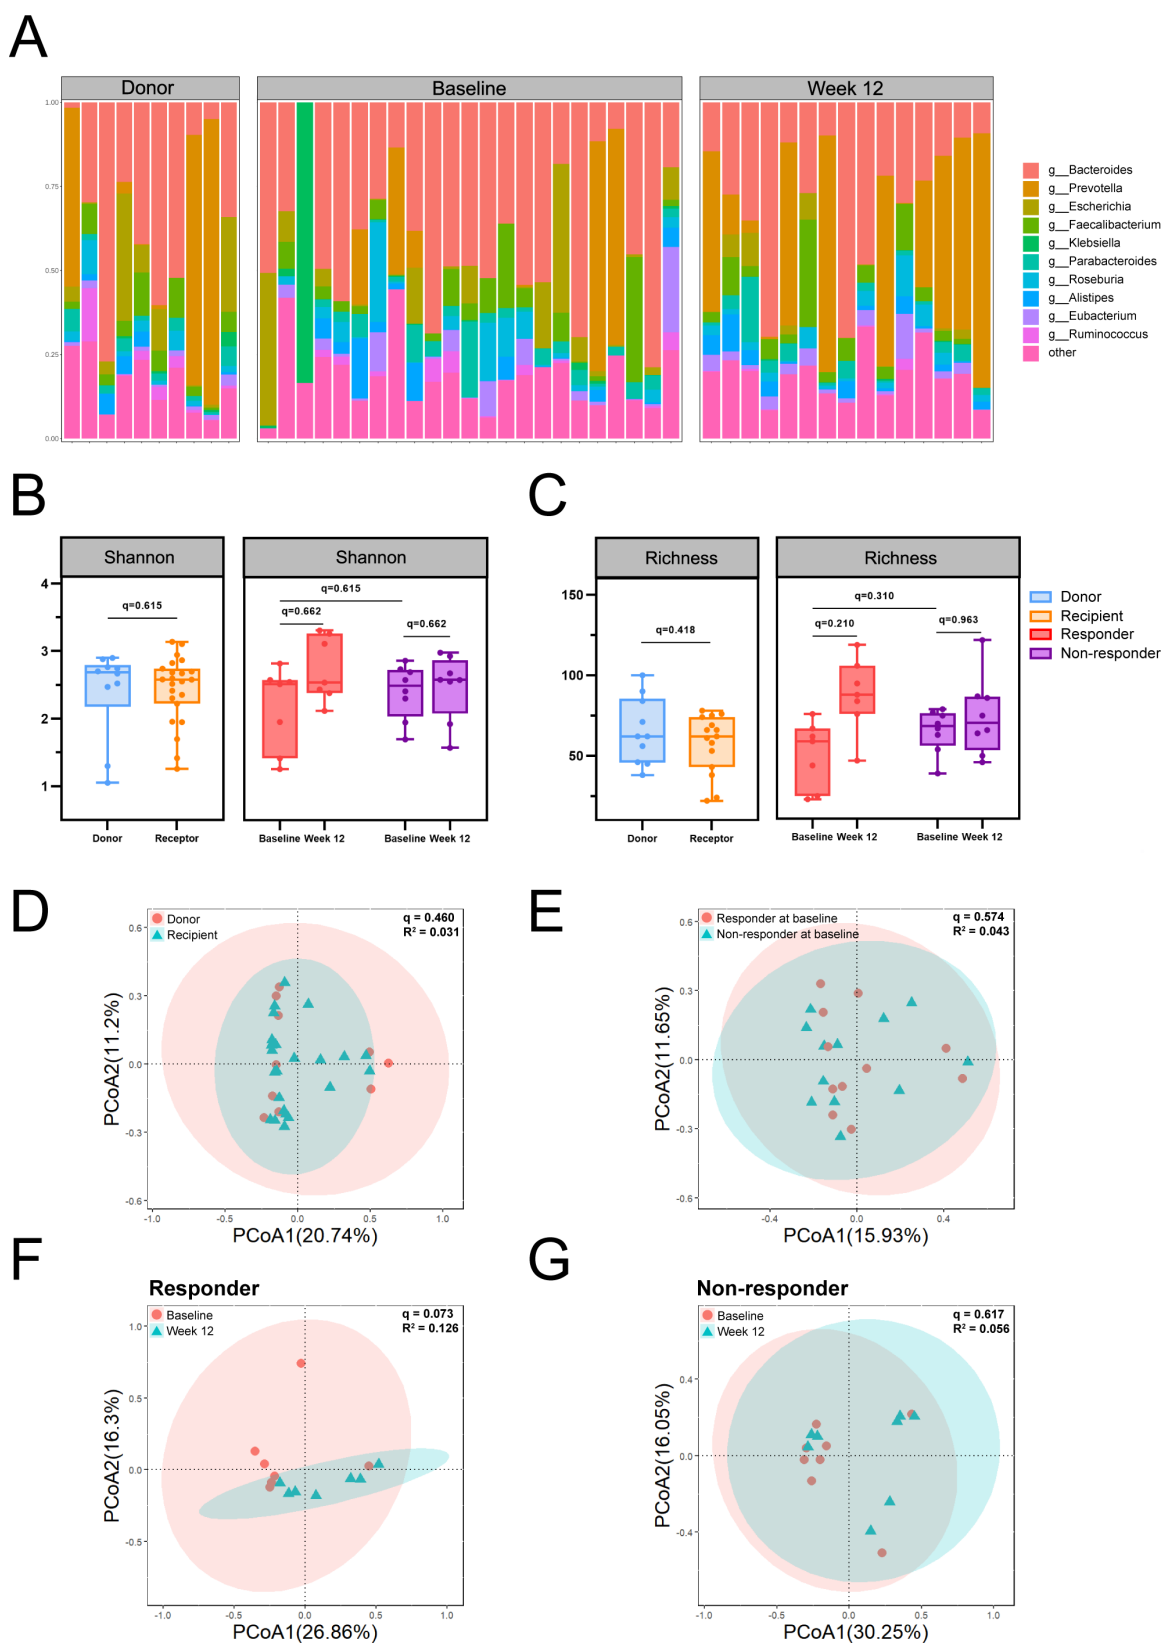 A
Donor
Baseline
Week 12
1.00
0.75
0.50
0.25
0.00
g__Bacteroides
g__Prevotella
g__Escherichia
g__Faecalibacterium
g__Klebsiella
g__Parabacteroides
g__Roseburia
g__Alistipes
g__Eubacterium
g__Ruminococcus
other
B
Shannon
Shannon
4
3
2
1
q=0.615
q=0.615
q=0.662
q=0.662
Donor
Receptor
Baseline Week 12
Baseline Week 12
C
Richness
Richness
150
100
50
q=0.418
q=0.310
q=0.210
q=0.963
Donor
Receptor
Baseline Week 12
Baseline Week 12
Donor
Recipient
Responder
Non-responder
D
Donor
Recipient
q = 0.460
R² = 0.031
0.6
0.3
0.0
-0.3
-0.6
PCoA2(11.2%)
-1.0
-0.5
0.0
0.5
1.0
PCoA1(20.74%)
E
Responder at baseline
Non-responder at baseline
q = 0.574
R² = 0.043
0.6
0.3
0.0
-0.3
-0.6
PCoA2(11.65%)
-0.4
0.0
0.4
PCoA1(15.93%)
F
Responder
Baseline
Week 12
q = 0.073
R² = 0.126
1.0
0.5
0.0
-0.5
PCoA2(16.3%)
-1.0
-0.5
0.0
0.5
1.0
PCoA1(26.86%)
G
Non-responder
Baseline
Week 12
q = 0.617
R² = 0.056
0.4
0.0
-0.4
PCoA2(16.05%)
-1.0
-0.5
0.0
0.5
1.0
PCoA1(30.25%)